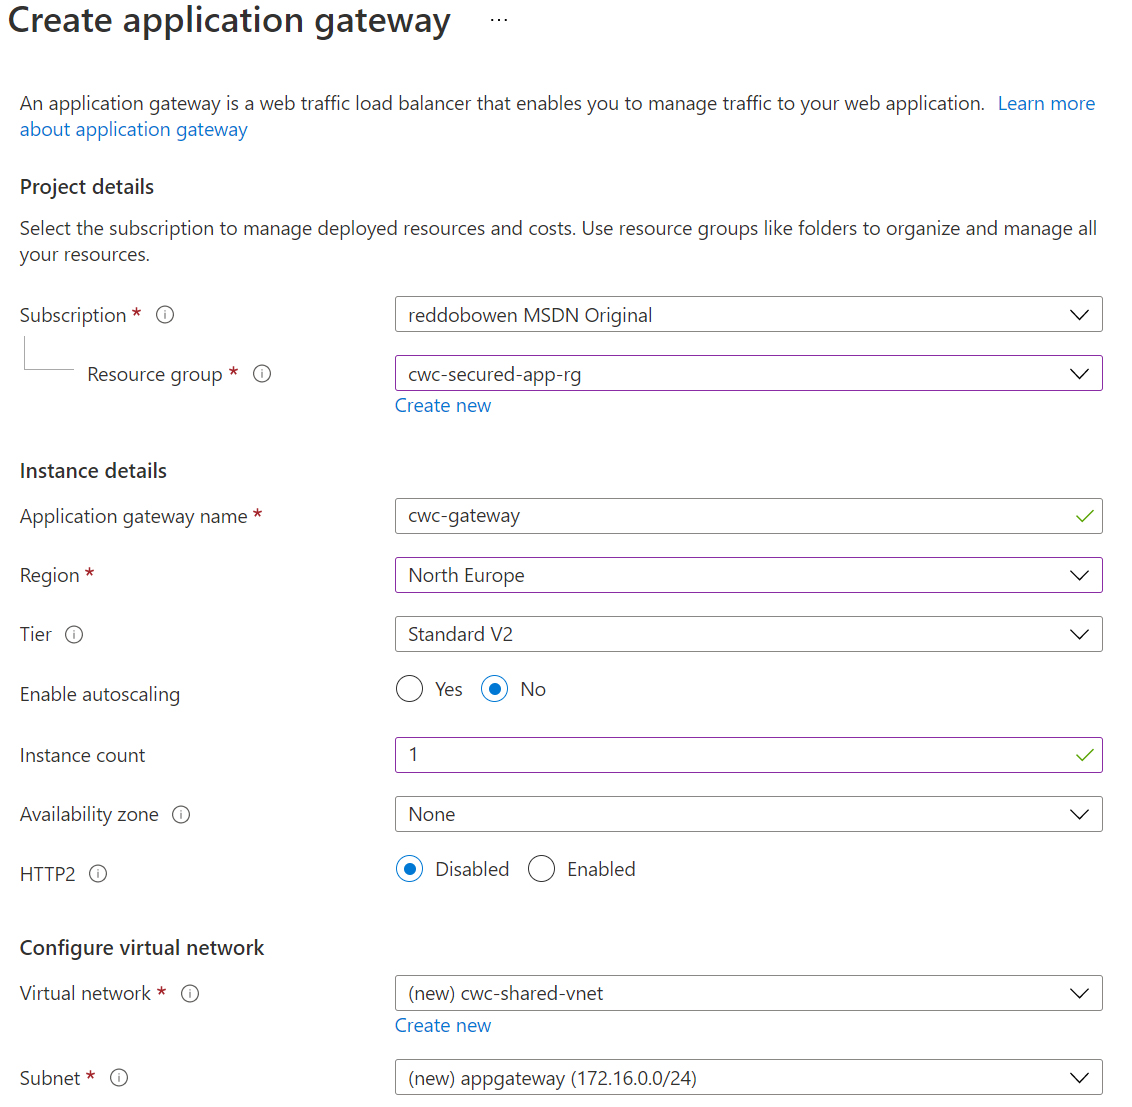 Create application gateway ...
An application gateway is a web traffic load balancer that enables you to manage traffic to your web application. Learn more
about application gateway
Project details
Select the subscription to manage deployed resources and costs. Use resource groups like folders to organize and manage all
your resources.
Subscription * reddobowen MSDN Original
Resource group * cwc-secured-app-rg
Create new
Instance details
Application gateway name * cwc-gateway
Region * North Europe
Tier Standard V2
Enable autoscaling Yes No
Instance count 1
Availability zone None
HTTP2 Disabled Enabled
Configure virtual network
Virtual network * (new) cwc-shared-vnet
Create new
Subnet * (new) appgateway (172.16.0.0/24)